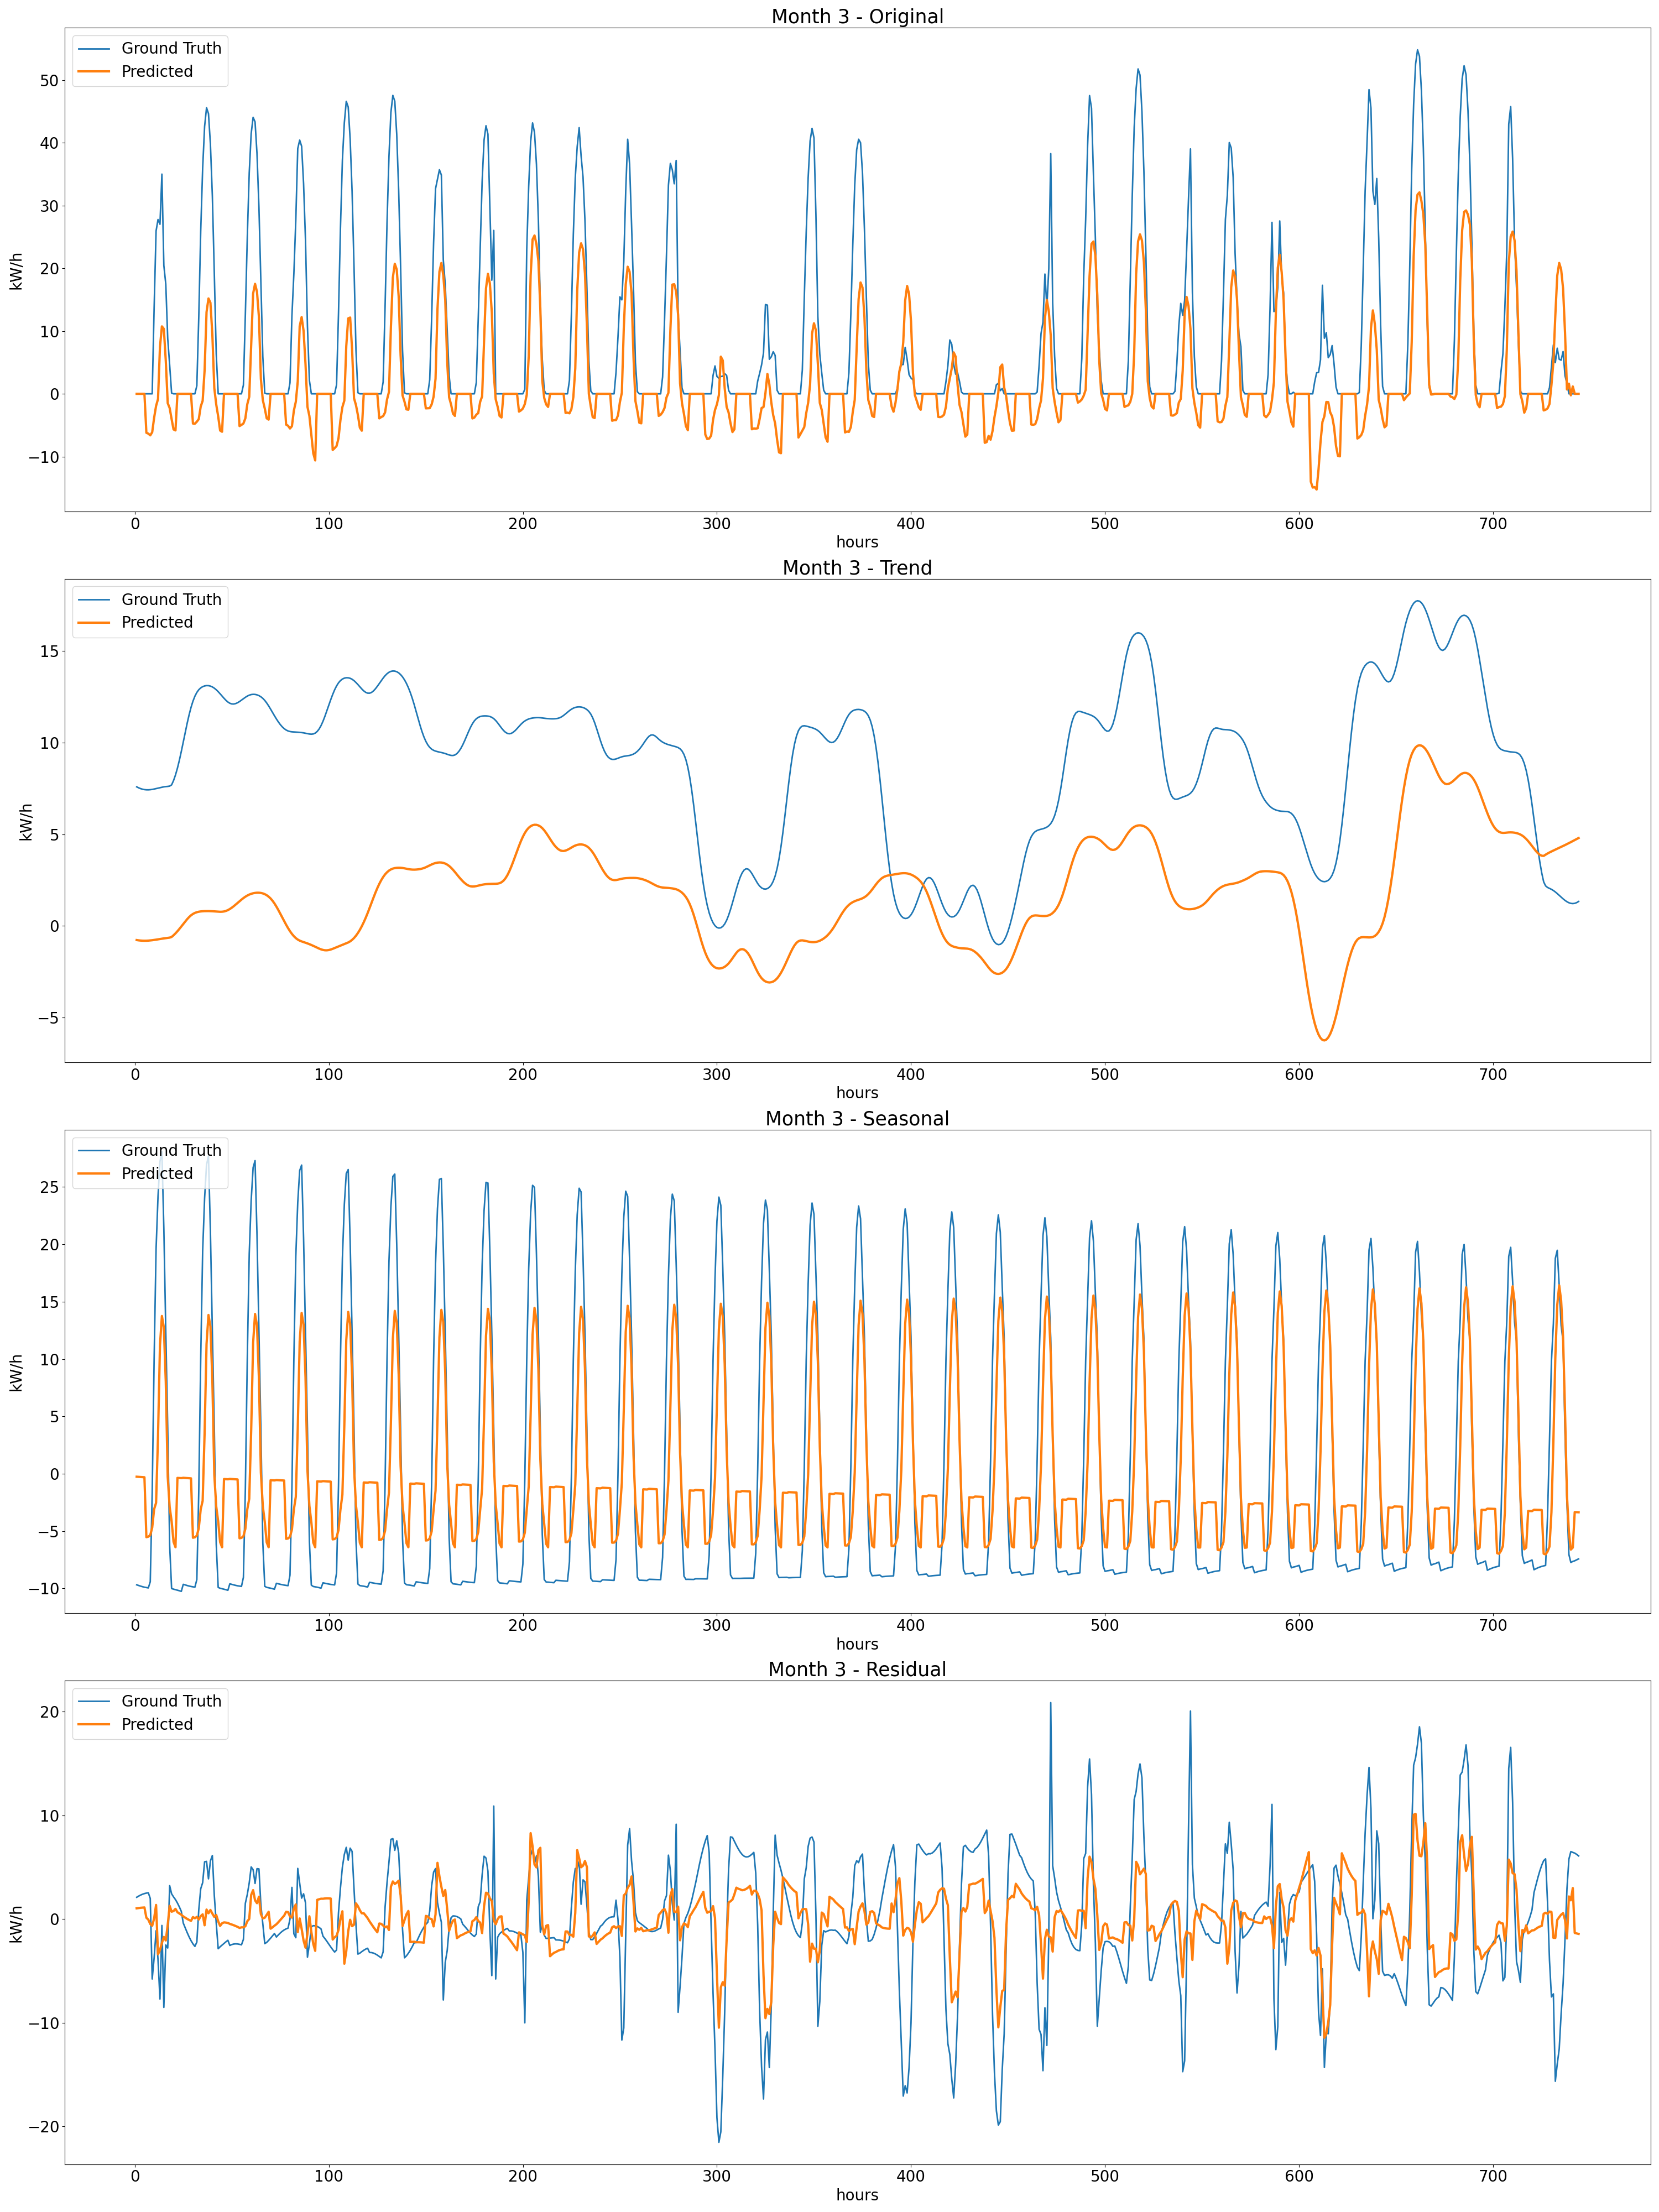 Month 3 - Original
Ground Truth
Predicted
50
40
30
20
10
0
−10
kW/h
0 100 200 300 400 500 600 700
hours
Month 3 - Trend
Ground Truth
Predicted
15
10
5
0
−5
kW/h
0 100 200 300 400 500 600 700
hours
Month 3 - Seasonal
Ground Truth
Predicted
25
20
15
10
5
0
−5
−10
kW/h
0 100 200 300 400 500 600 700
hours
Month 3 - Residual
Ground Truth
Predicted
20
10
0
−10
−20
kW/h
0 100 200 300 400 500 600 700
hours